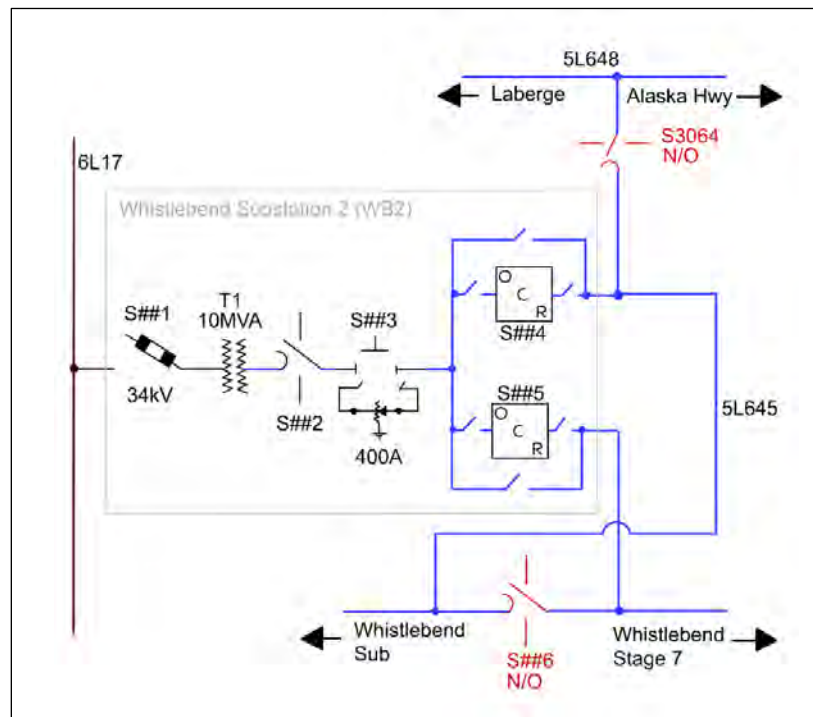 5L648
Laberge
Alaska Hwy
S3064
N/O
6L17
Whistlebend Substation 2 (WB2)
T1
10MVA
S##1
34kV
S##2
S##3
400A
O
C
R
S##4
S##5
O
C
R
5L645
Whistlebend
Sub
S##6
N/O
Whistlebend
Stage 7